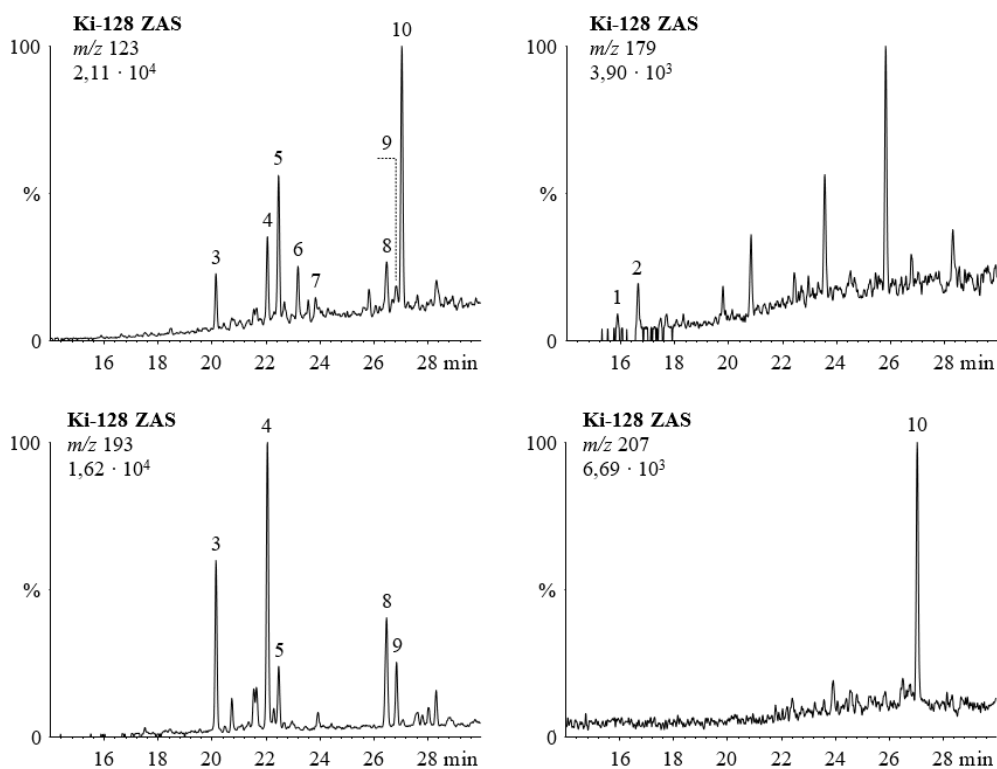 Ki-128 ZAS
m/z 123
2,11 · 10⁴
100
%
0
3
4
5
6
7
8
9
10
16 18 20 22 24 26 28 min
Ki-128 ZAS
m/z 179
3,90 · 10³
100
%
0
1
2
16 18 20 22 24 26 28 min
Ki-128 ZAS
m/z 193
1,62 · 10⁴
100
%
0
3
4
5
8
9
16 18 20 22 24 26 28 min
Ki-128 ZAS
m/z 207
6,69 · 10³
100
%
0
10
16 18 20 22 24 26 28 min